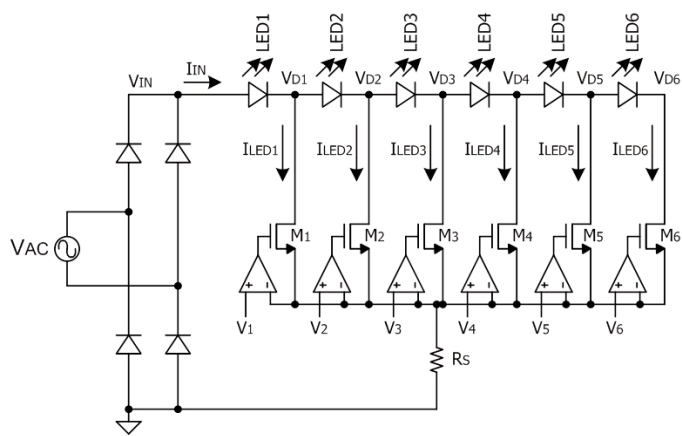 LED1 LED2 LED3 LED4 LED5 LED6
VIN IIN VD1 VD2 VD3 VD4 VD5 VD6
ILED1 ILED2 ILED3 ILED4 ILED5 ILED6
VAC
M1 M2 M3 M4 M5 M6
+ - + - + - + - + - + -
V1 V2 V3 V4 V5 V6
RS